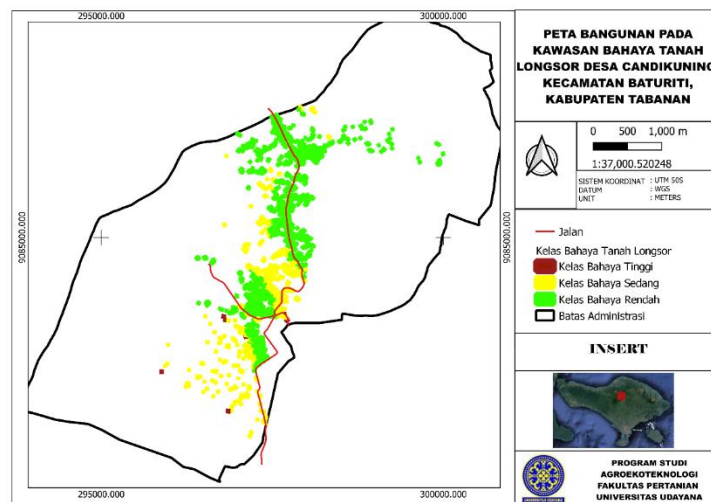 295000.000
300000.000
9085000.000
9085000.000
295000.000
300000.000
PETA BANGUNAN PADA
KAWASAN BAHAYA TANAH
LONGSOR DESA CANDIKUNING
KECAMATAN BATURITI,
KABUPATEN TABANAN
0 500 1,000 m
1:37,000.520248
SISTEM KOORDINAT : UTM 50S
DATUM : WGS
UNIT : METERS
Jalan
Kelas Bahaya Tanah Longsor
Kelas Bahaya Tinggi
Kelas Bahaya Sedang
Kelas Bahaya Rendah
Batas Administrasi
INSERT
PROGRAM STUDI
AGROEKOTEKNOLOGI
FAKULTAS PERTANIAN
UNIVERSITAS UDAYANA